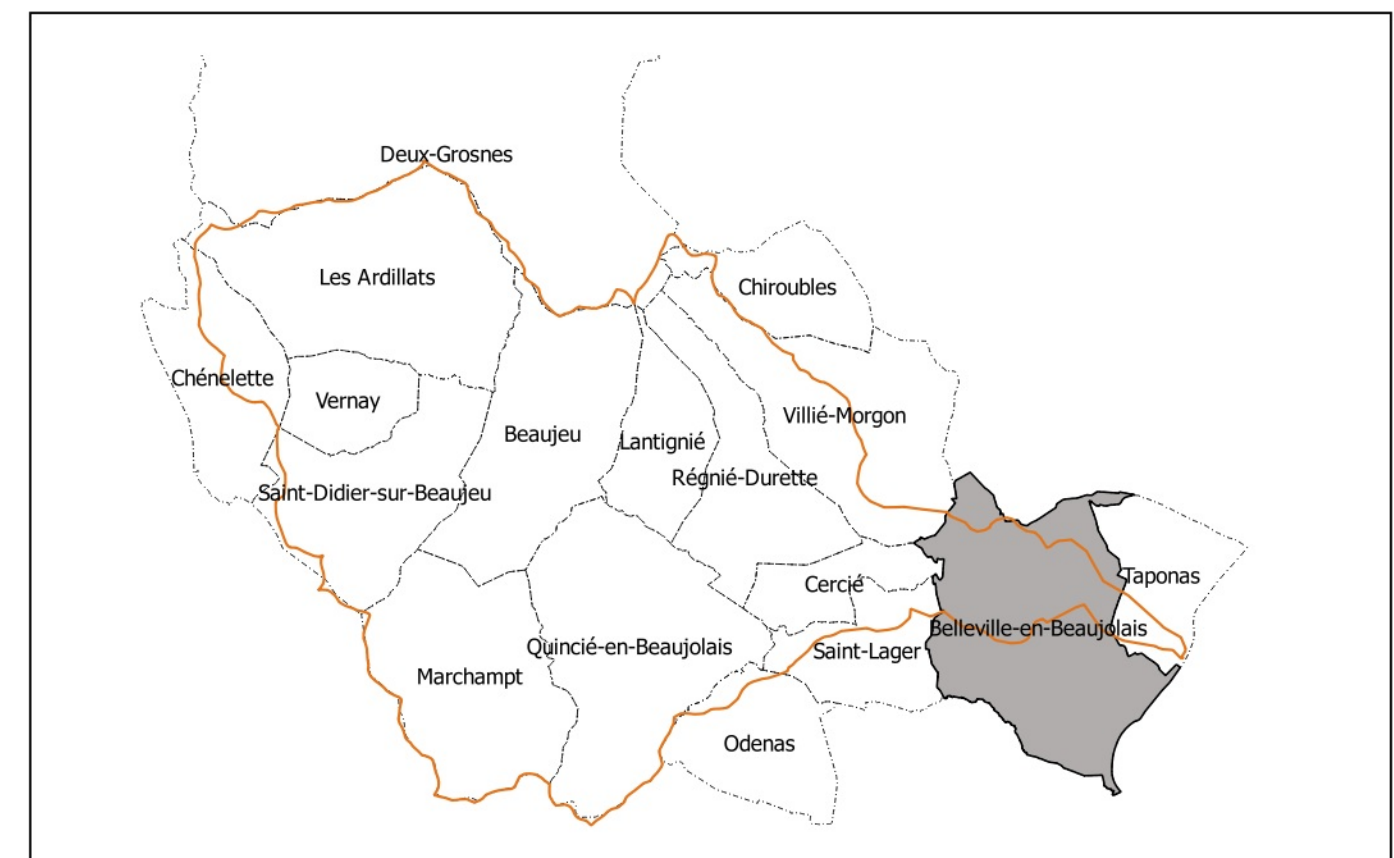 Deux-Grosnes
Les Ardillats
Chiroubles
Chénelette
Vernay
Villié-Morgon
Beaujeu
Lantignié
Régnié-Durette
Saint-Didier-sur-Beaujeu
Taponas
Cercié
Belleville-en-Beaujolais
Quincié-en-Beaujolais
Saint-Lager
Marchampt
Odenas